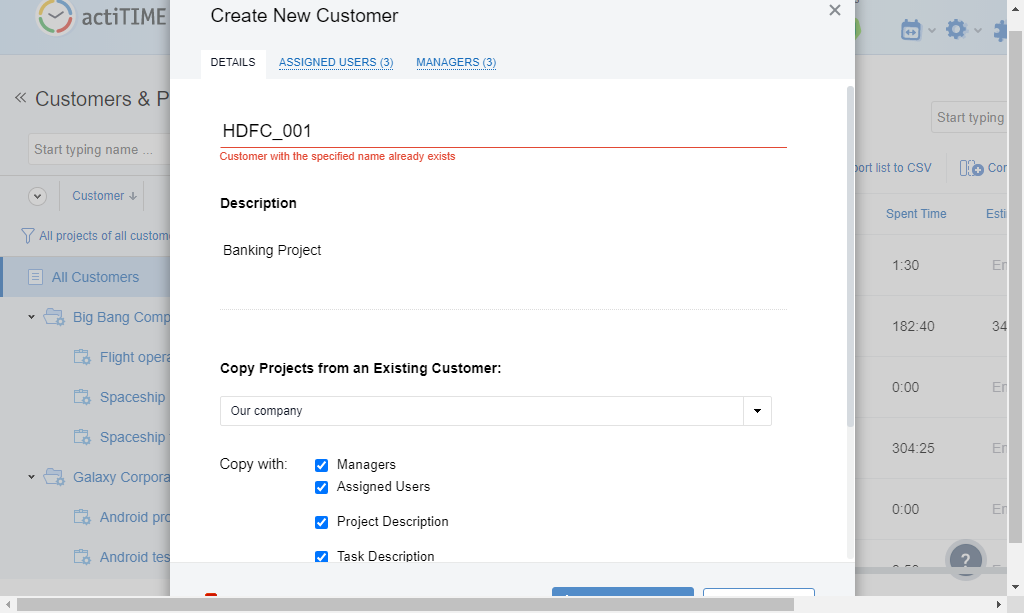 actiTIME
Create New Customer
DETAILS
ASSIGNED USERS (3)
MANAGERS (3)
Customers & P
Start typing name ...
Customer
All projects of all custom
All Customers
Big Bang Comp
Flight opera
Spaceship
Spaceship
Galaxy Corpora
Android pro
Android tes
HDFC_001
Customer with the specified name already exists
Description
Banking Project
Copy Projects from an Existing Customer:
Our company
Copy with:
Managers
Assigned Users
Project Description
Task Description
Start typing
port list to CSV
Con
Spent Time
Esti
1:30
En
182:40
34
0:00
En
304:25
En
0:00
En
?